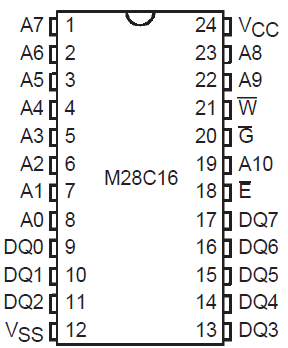 A7 1 24 VCC
A6 2 23 A8
A5 3 22 A9
A4 4 21 W̅
A3 5 20 G̅
A2 6 19 A10
M28C16
A1 7 18 E̅
A0 8 17 DQ7
DQ0 9 16 DQ6
DQ1 10 15 DQ5
DQ2 11 14 DQ4
VSS 12 13 DQ3